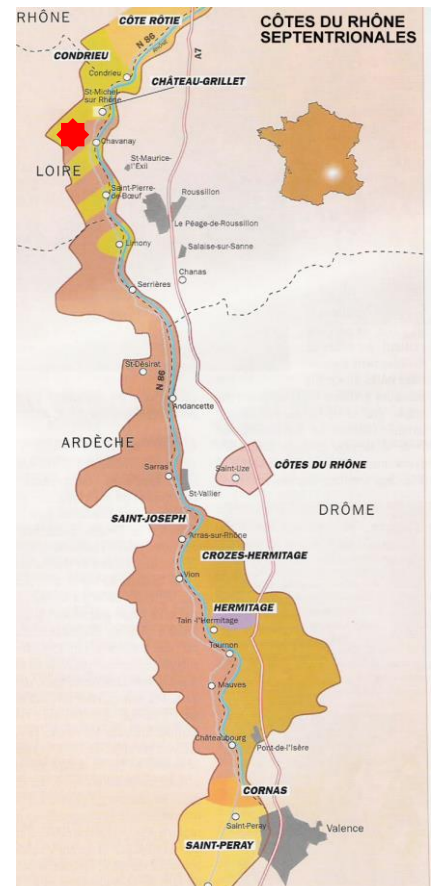 RHÔNE
CÔTE RÔTIE
CÔTES DU RHÔNE
SEPTENTRIONALES
N 86
Rhône
A7
CONDRIEU
Condrieu
CHÂTEAU-GRILLET
St-Michel
sur Rhône
Chavanay
St-Maurice-
l'Exil
LOIRE
Saint-Pierre-
de-Bœuf
Roussillon
Le Péage-de-Roussillon
Limony
Salaise-sur-Sanne
Chanas
Serrières
St-Désirat
N 86
Andancette
ARDÈCHE
Sarras
Saint-Uze
CÔTES DU RHÔNE
St-Vallier
DRÔME
SAINT-JOSEPH
Arras-sur-Rhône
CROZES-HERMITAGE
Vion
HERMITAGE
Tain-l'Hermitage
Tournon
Mauves
Châteaubourg
Pont-de-l'Isère
CORNAS
Saint-Peray
Valence
SAINT-PERAY